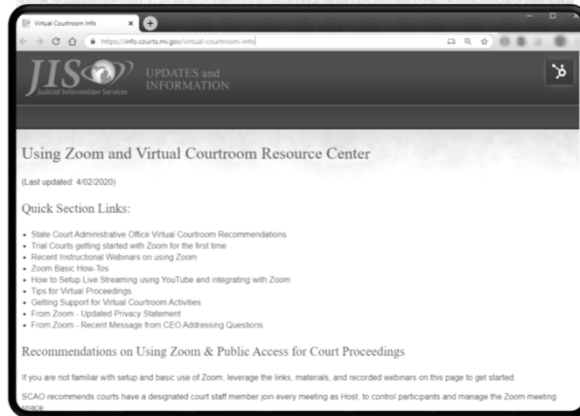 Virtual Courtroom Info
https://info.courts.mi.gov/virtual-courtroom-info
JIS
Judicial Information Services
UPDATES and
INFORMATION
Using Zoom and Virtual Courtroom Resource Center
(Last updated: 4/02/2020)
Quick Section Links:
State Court Administrative Office Virtual Courtroom Recommendations
Trial Courts getting started with Zoom for the first time
Recent Instructional Webinars on using Zoom
Zoom Basic How-Tos
How to Setup Live Streaming using YouTube and integrating with Zoom
Tips for Virtual Proceedings
Getting Support for Virtual Courtroom Activities
From Zoom - Updated Privacy Statement
From Zoom - Recent Message from CEO Addressing Questions
Recommendations on Using Zoom & Public Access for Court Proceedings
If you are not familiar with setup and basic use of Zoom, leverage the links, materials, and recorded webinars on this page to get started.
SCAO recommends courts have a designated court staff member join every meeting as Host, to control participants and manage the Zoom meeting
space.